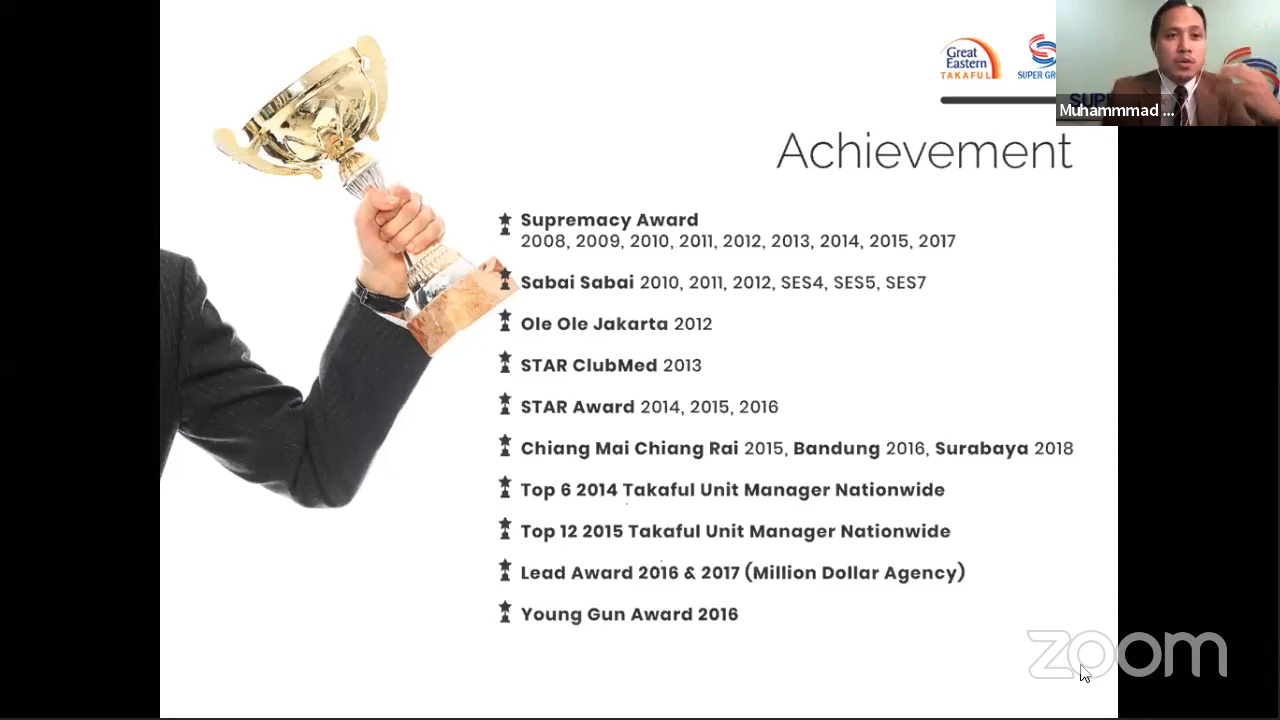 Great
Eastern
TAKAFUL
SUPER
Muhammmad ...
Achievement
Supremacy Award
2008, 2009, 2010, 2011, 2012, 2013, 2014, 2015, 2017
Sabai Sabai 2010, 2011, 2012, SES4, SES5, SES7
Ole Ole Jakarta 2012
STAR ClubMed 2013
STAR Award 2014, 2015, 2016
Chiang Mai Chiang Rai 2015, Bandung 2016, Surabaya 2018
Top 6 2014 Takaful Unit Manager Nationwide
Top 12 2015 Takaful Unit Manager Nationwide
Lead Award 2016 & 2017 (Million Dollar Agency)
Young Gun Award 2016
zoom